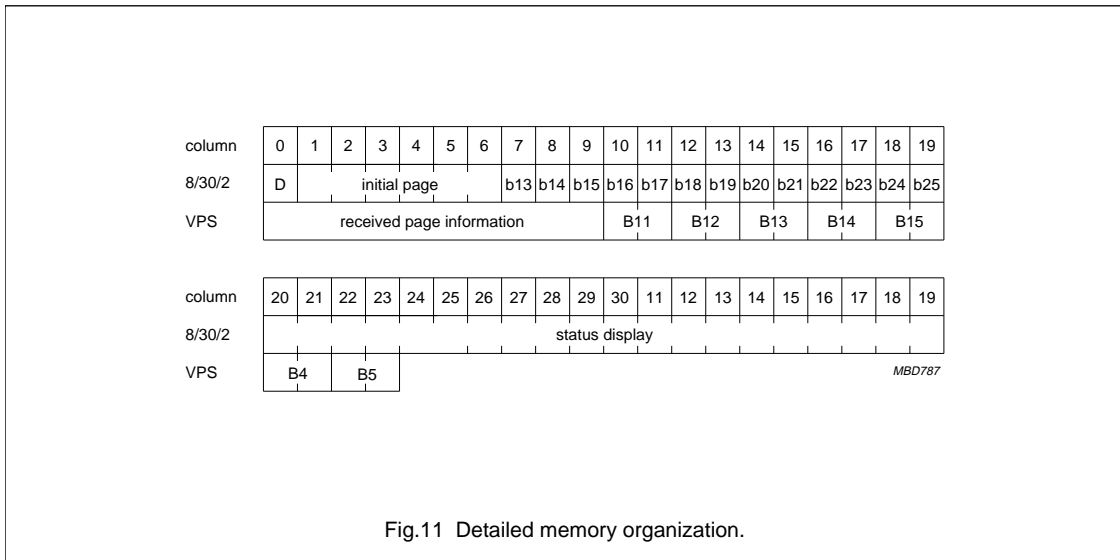 column 0 1 2 3 4 5 6 7 8 9 10 11 12 13 14 15 16 17 18 19
8/30/2 D initial page b13 b14 b15 b16 b17 b18 b19 b20 b21 b22 b23 b24 b25
VPS received page information B11 B12 B13 B14 B15
column 20 21 22 23 24 25 26 27 28 29 30 11 12 13 14 15 16 17 18 19
8/30/2 status display
VPS B4 B5 MBD787
Fig.11 Detailed memory organization.